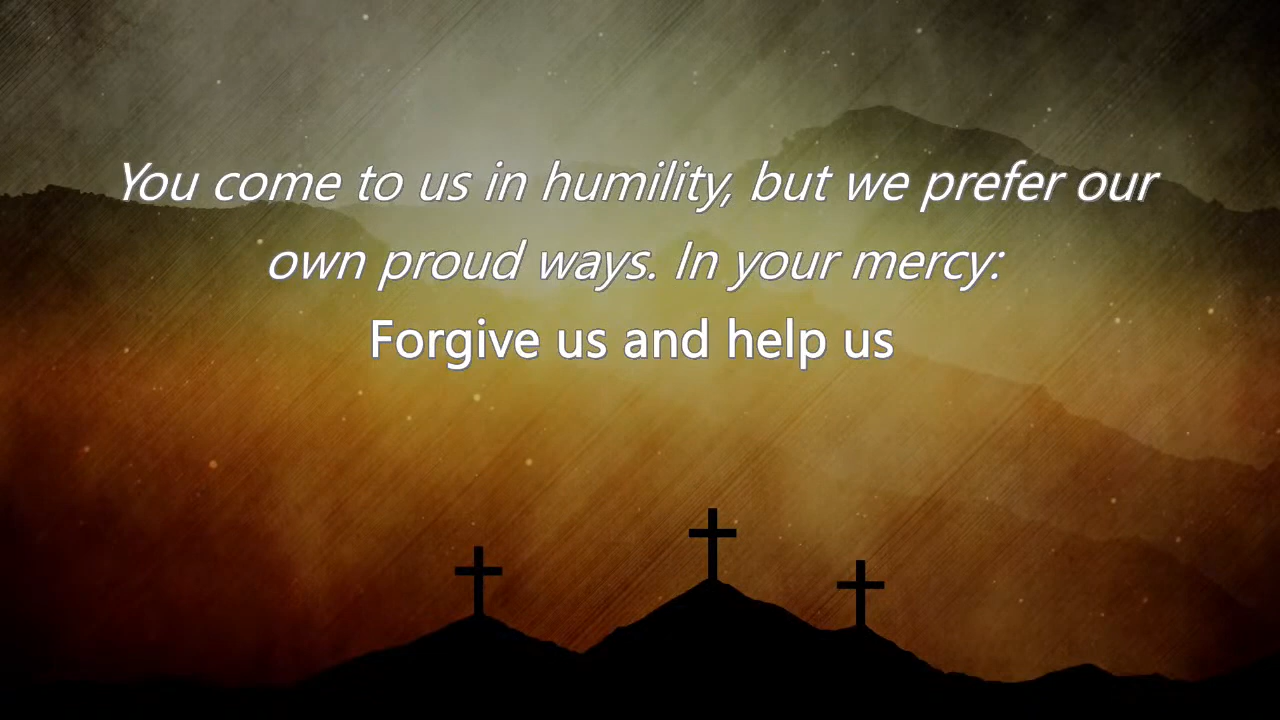 You come to us in humility, but we prefer our
own proud ways. In your mercy:
Forgive us and help us